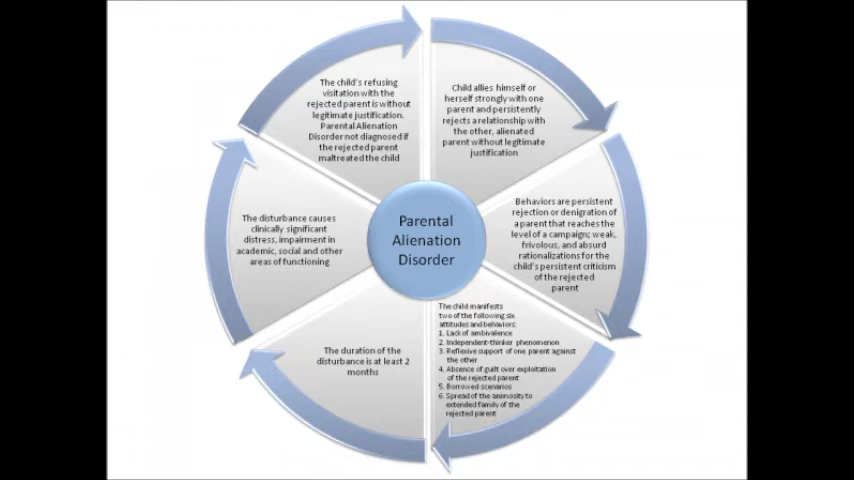 Parental
Alienation
Disorder
Child allies himself or
herself strongly with one
parent and persistently
rejects a relationship with
the other, alienated
parent without legitimate
justification
Behaviors are persistent
rejection or denigration of
a parent that reaches the
level of a campaign; weak,
frivolous, and absurd
rationalizations for the
child's persistent criticism
of the rejected
parent
The child manifests
two of the following six
attitudes and behaviors:
1. Lack of ambivalence
2. Independent-thinker phenomenon
3. Reflexive support of one parent against
the other
4. Absence of guilt over exploitation
of the rejected parent
5. Borrowed scenarios
6. Spread of the animosity to
extended family of the
rejected parent
The duration of the
disturbance is at least 2
months
The disturbance causes
clinically significant
distress, impairment in
academic, social and other
areas of functioning
The child's refusing
visitation with the
rejected parent is without
legitimate justification.
Parental Alienation
Disorder not diagnosed if
the rejected parent
maltreated the child